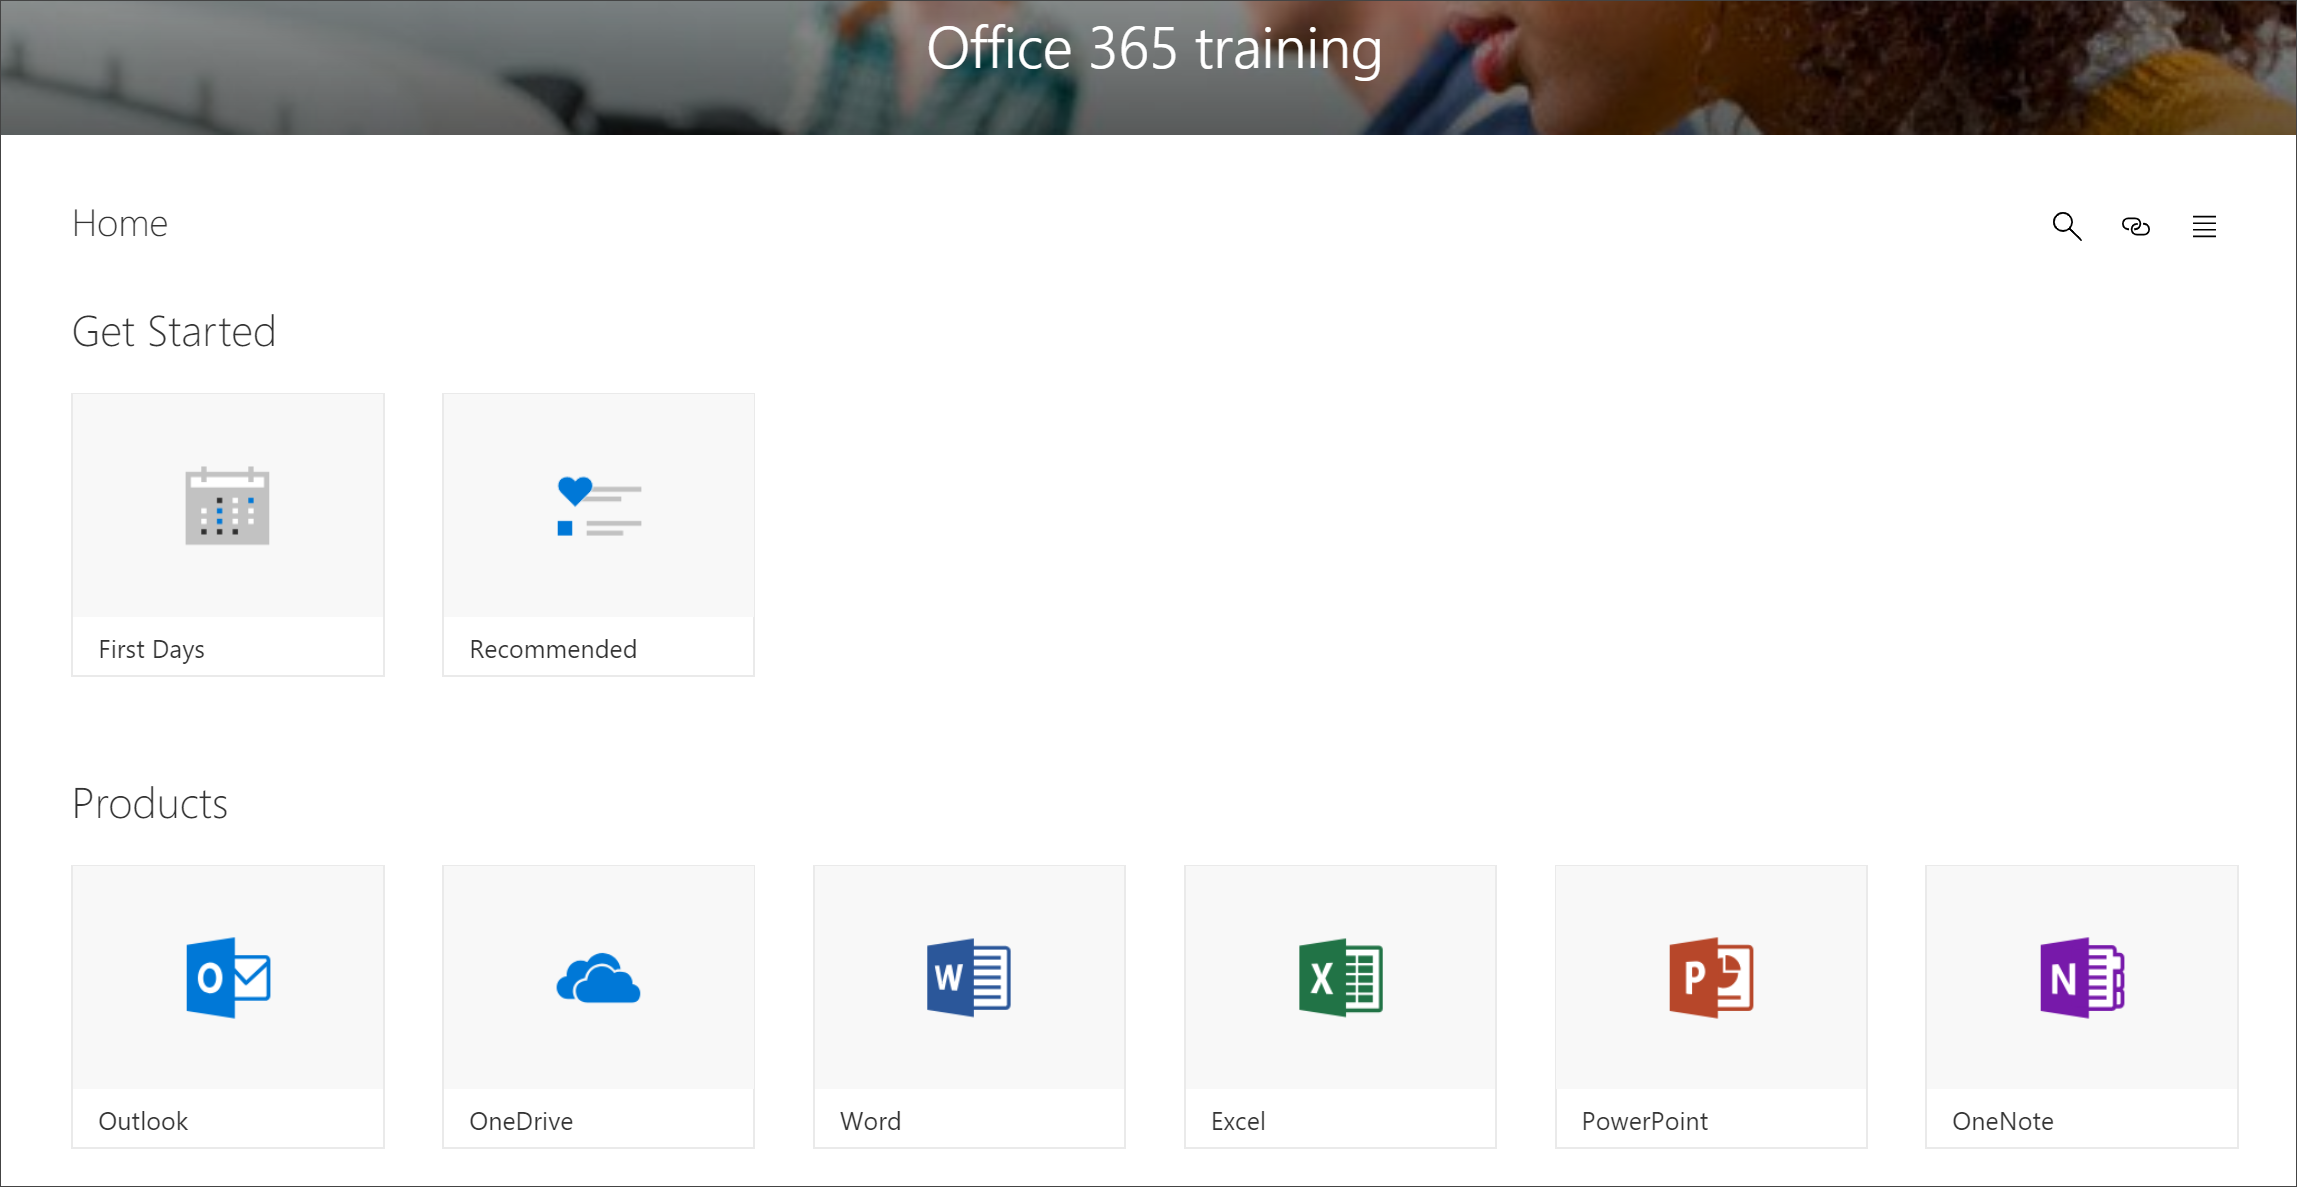 Office 365 training
Home
Get Started
First Days
Recommended
Products
O
W
X
P
N
Outlook
OneDrive
Word
Excel
PowerPoint
OneNote